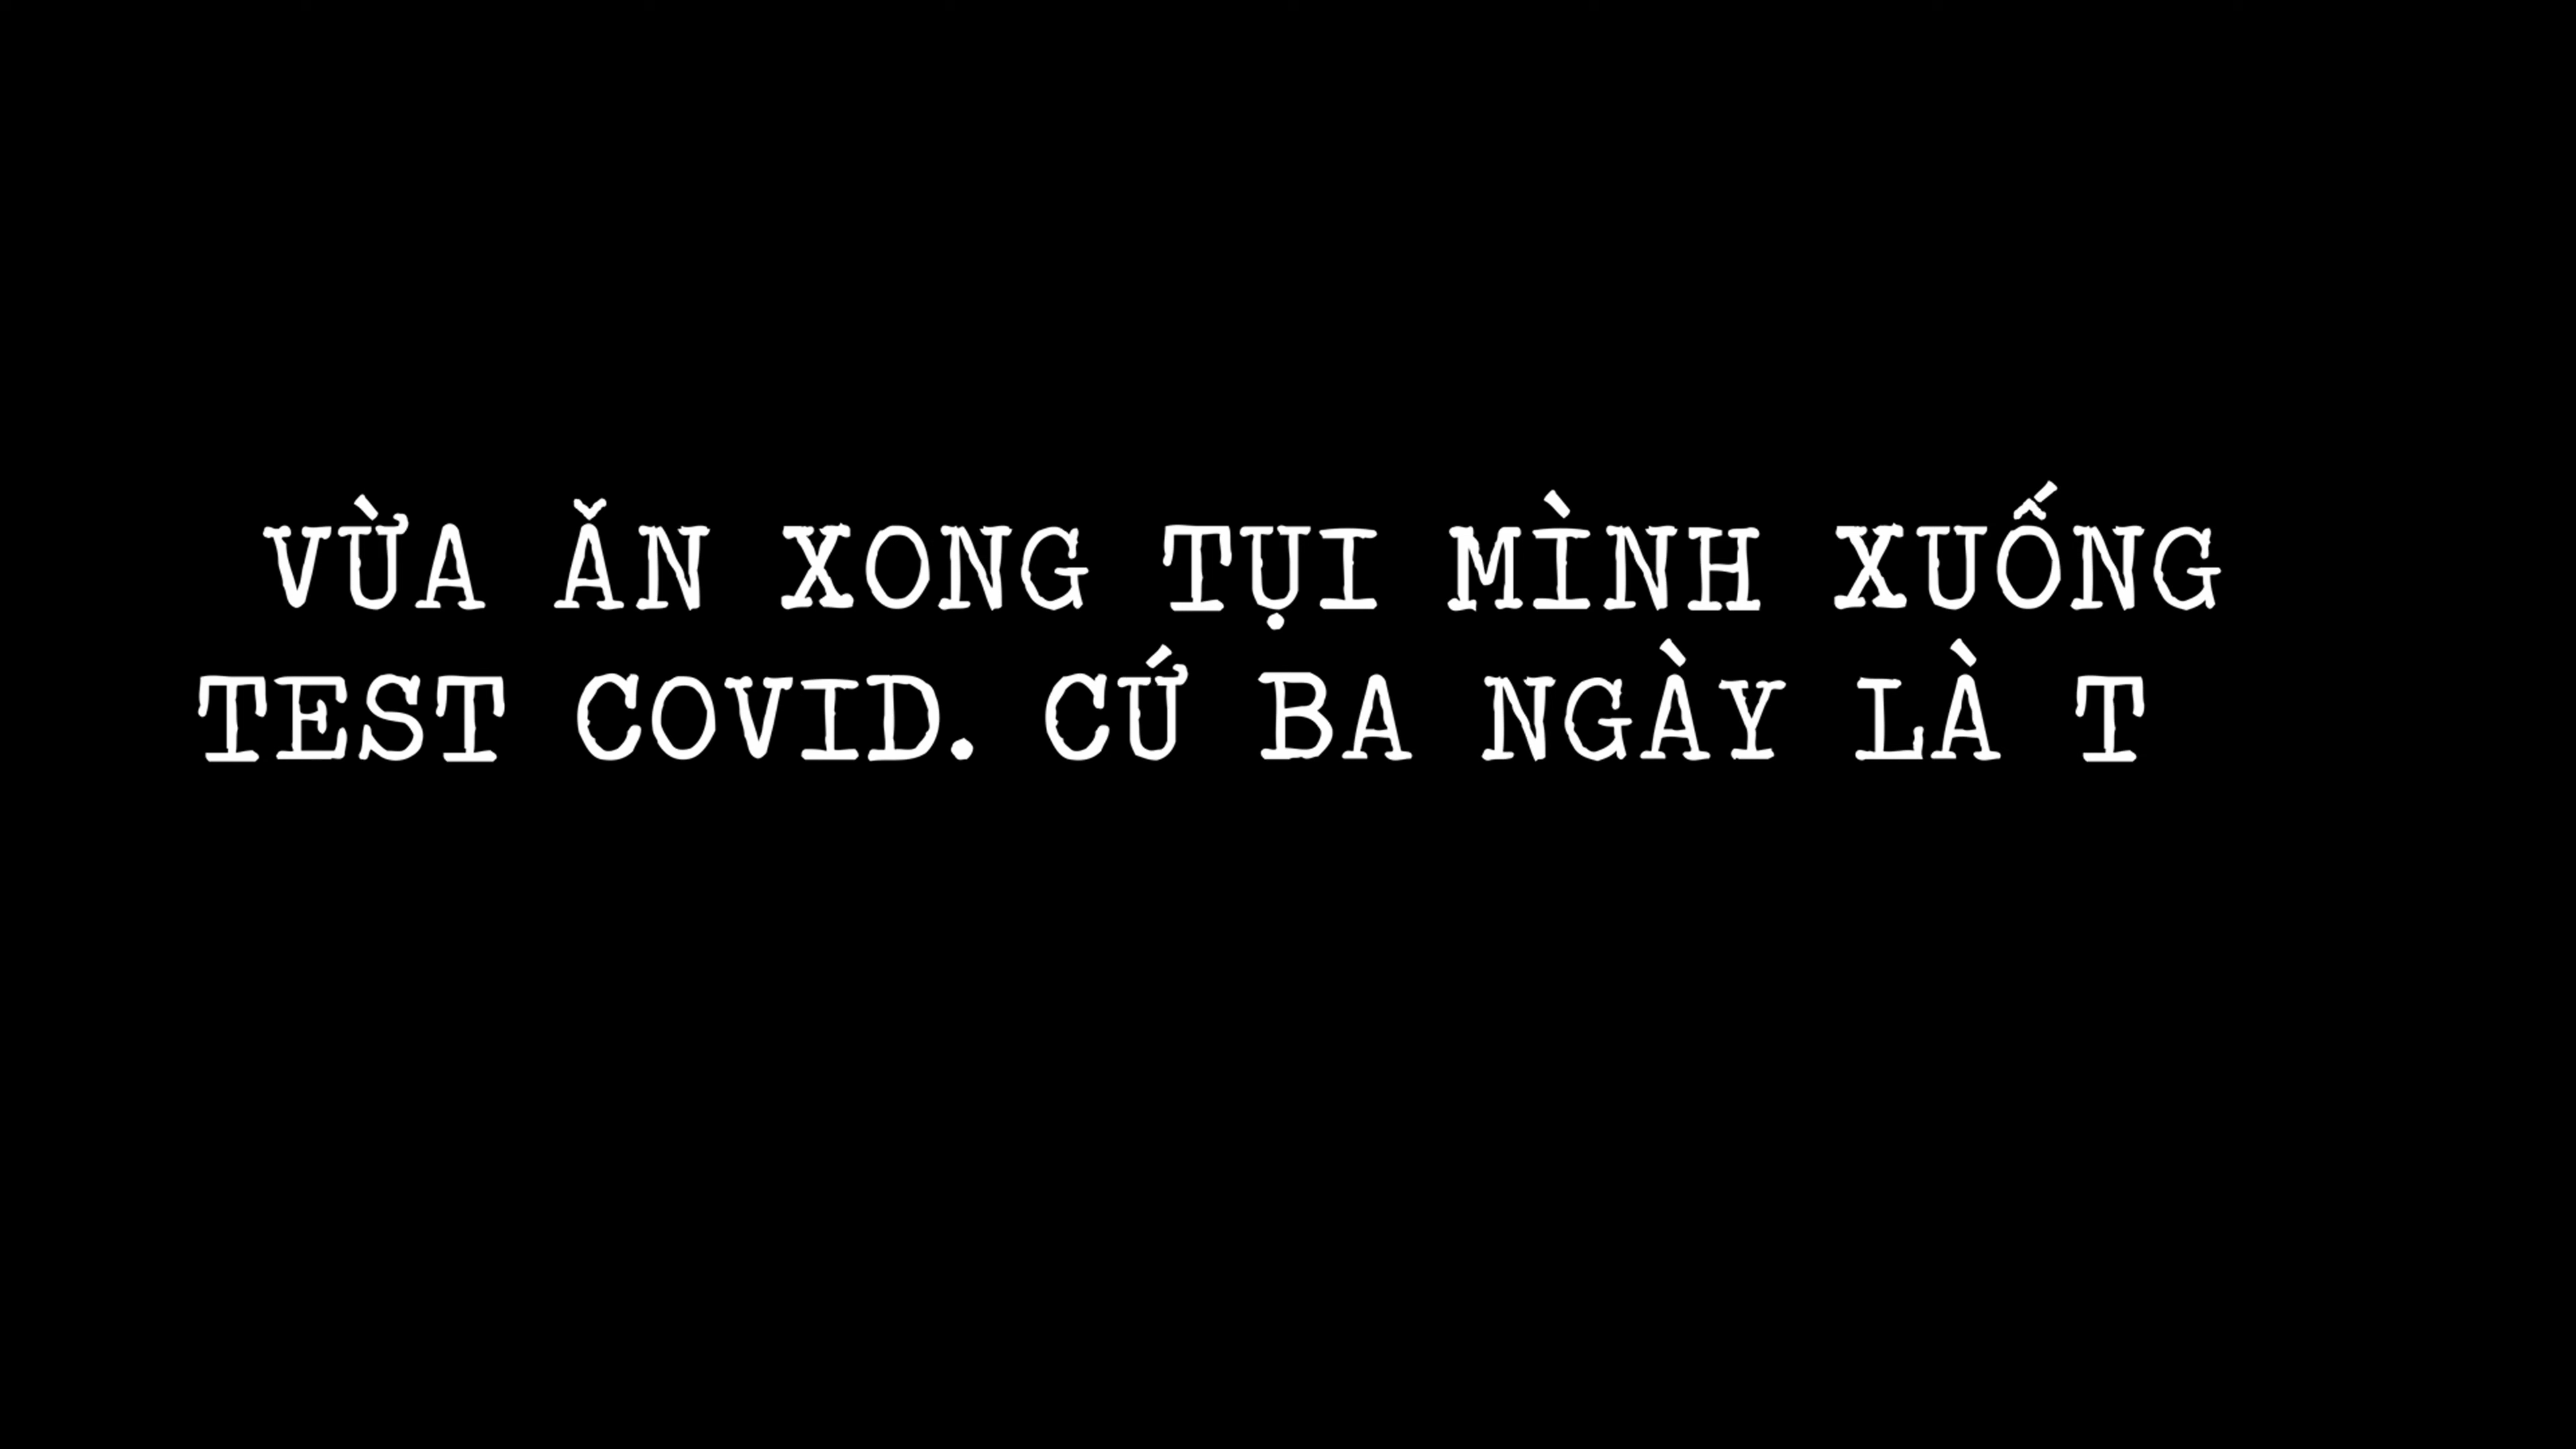 VỪA ĂN XONG TỤI MÌNH XUỐNG
TEST COVID. CỨ BA NGÀY LÀ T